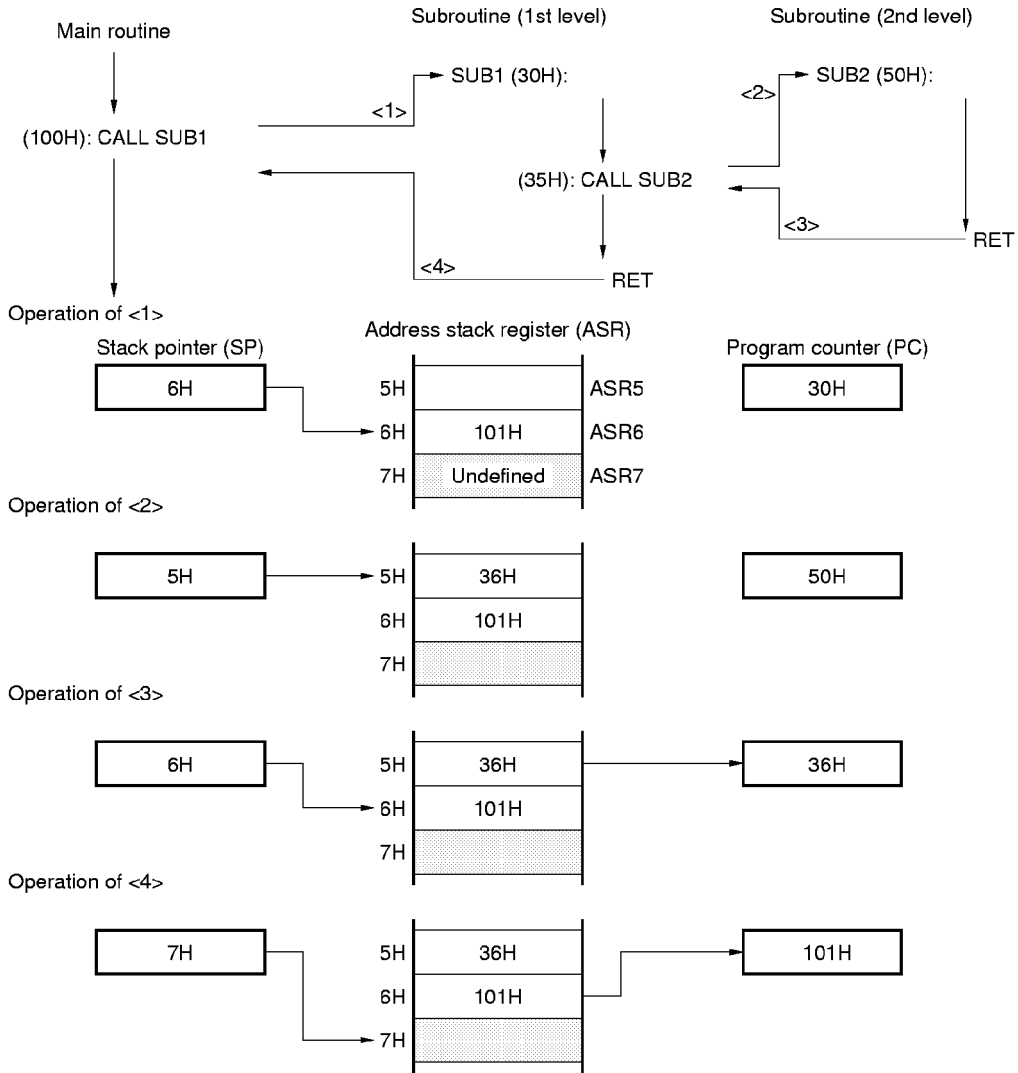 Subroutine (1st level)
Subroutine (2nd level)
Main routine
SUB1 (30H):
SUB2 (50H):
<1>
<2>
(100H): CALL SUB1
(35H): CALL SUB2
<3>
RET
<4>
RET
Operation of <1>
Stack pointer (SP)
Address stack register (ASR)
Program counter (PC)
6H
5H
ASR5
30H
6H
101H
ASR6
7H
Undefined
ASR7
Operation of <2>
5H
5H
36H
50H
6H
101H
7H
Operation of <3>
6H
5H
36H
36H
6H
101H
7H
Operation of <4>
7H
5H
36H
101H
6H
101H
7H